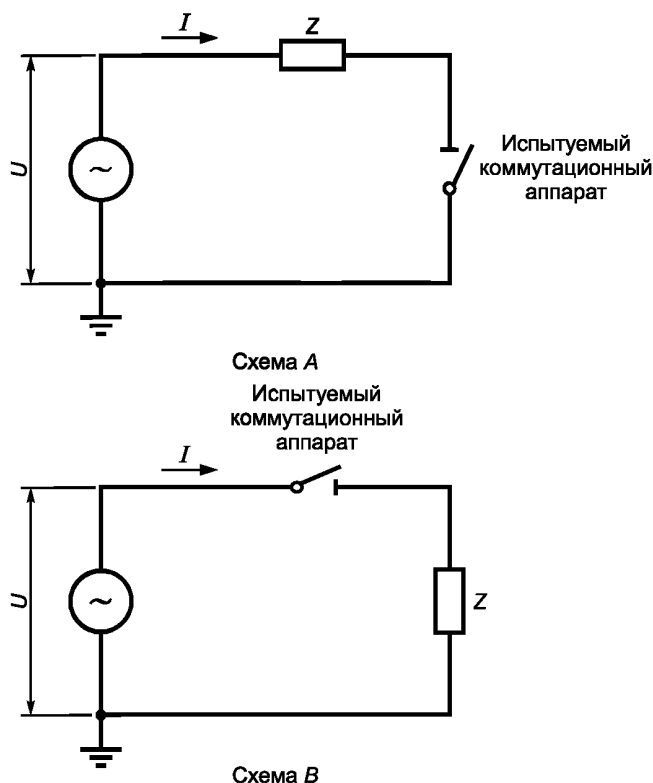 I
Z
U
~
Испытуемый
коммутационный
аппарат
Схема A
Испытуемый
коммутационный
аппарат
I
U
~
Z
Схема B